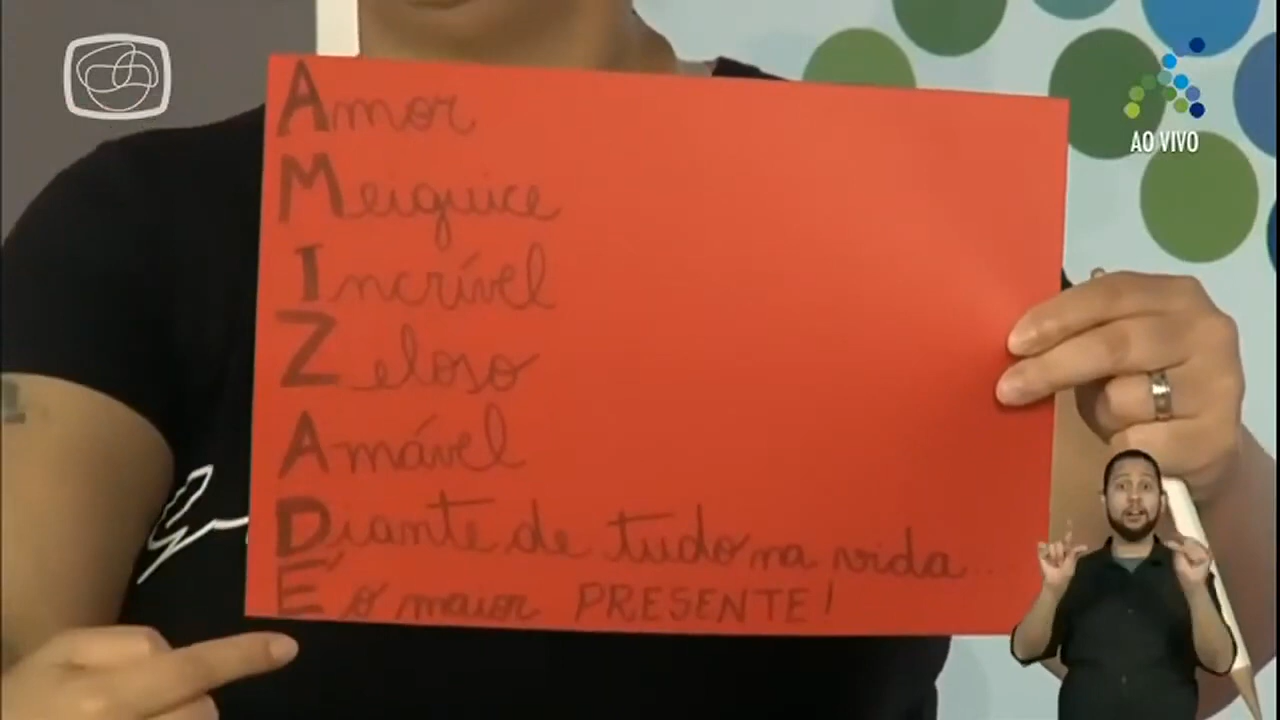 Amor
Meiguice
Incrível
Zeloso
Amável
Diante de tudo na vida...
É o maior PRESENTE!
AO VIVO